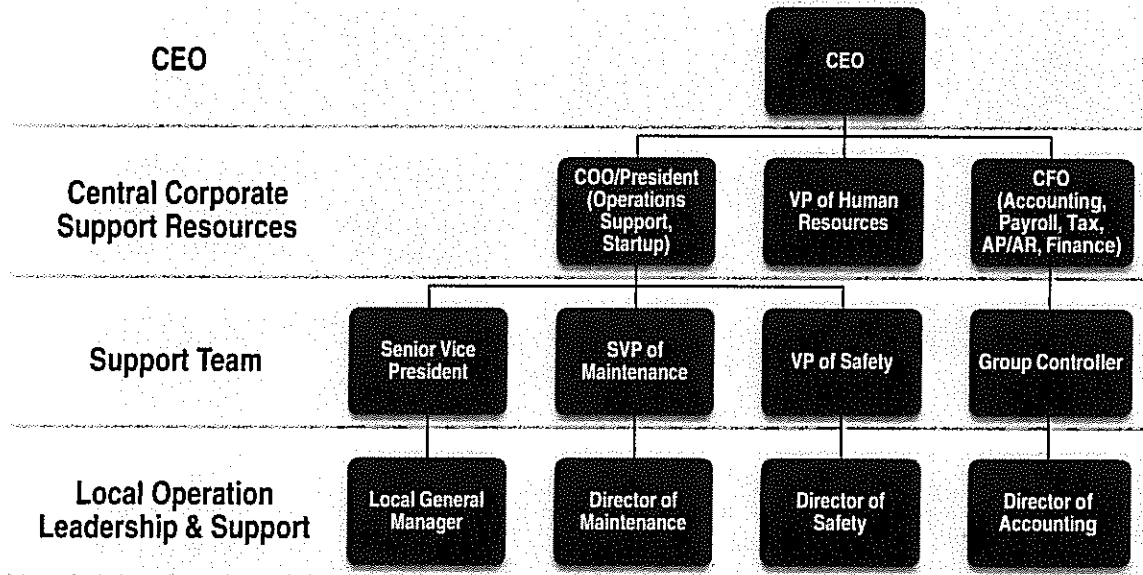 CEO
CEO
Central Corporate
Support Resources
COO/President
(Operations
Support,
Startup)
VP of Human
Resources
CFO
(Accounting,
Payroll, Tax,
AP/AR, Finance)
Support Team
Senior Vice
President
SVP of
Maintenance
VP of Safety
Group Controller
Local Operation
Leadership & Support
Local General
Manager
Director of
Maintenance
Director of
Safety
Director of
Accounting